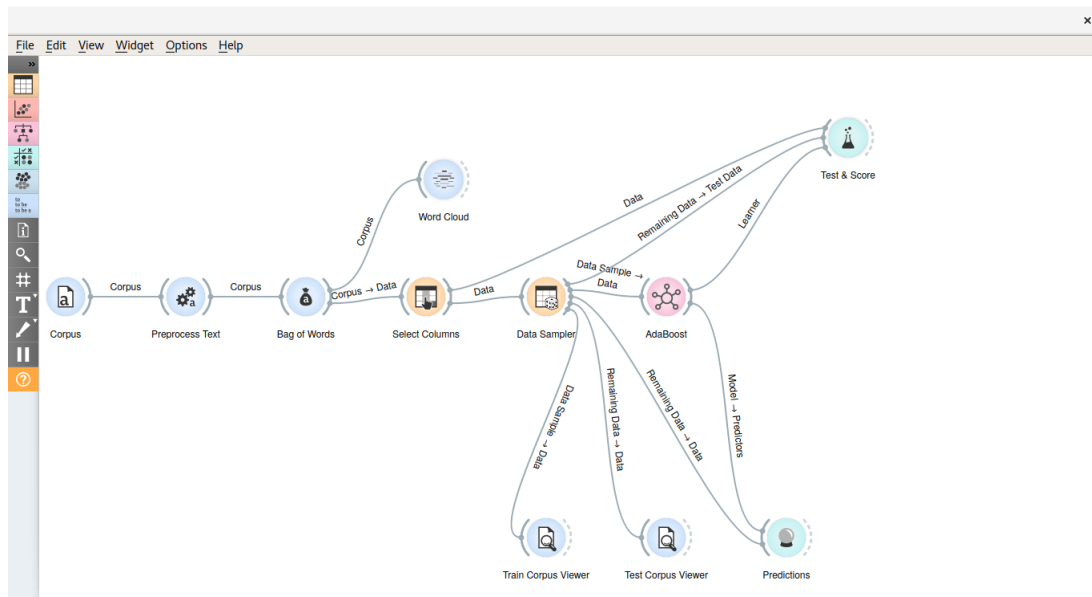 File Edit View Widget Options Help
Test & Score
Word Cloud
Data
Remaining Data → Test Data
Learner
Corpus
Corpus
Corpus
Corpus → Data
Data
Data Sample →
Data
Corpus
Preprocess Text
Bag of Words
Select Columns
Data Sampler
AdaBoost
Data Sample → Data
Remaining Data → Data
Remaining Data → Data
Model → Predictors
Train Corpus Viewer
Test Corpus Viewer
Predictions